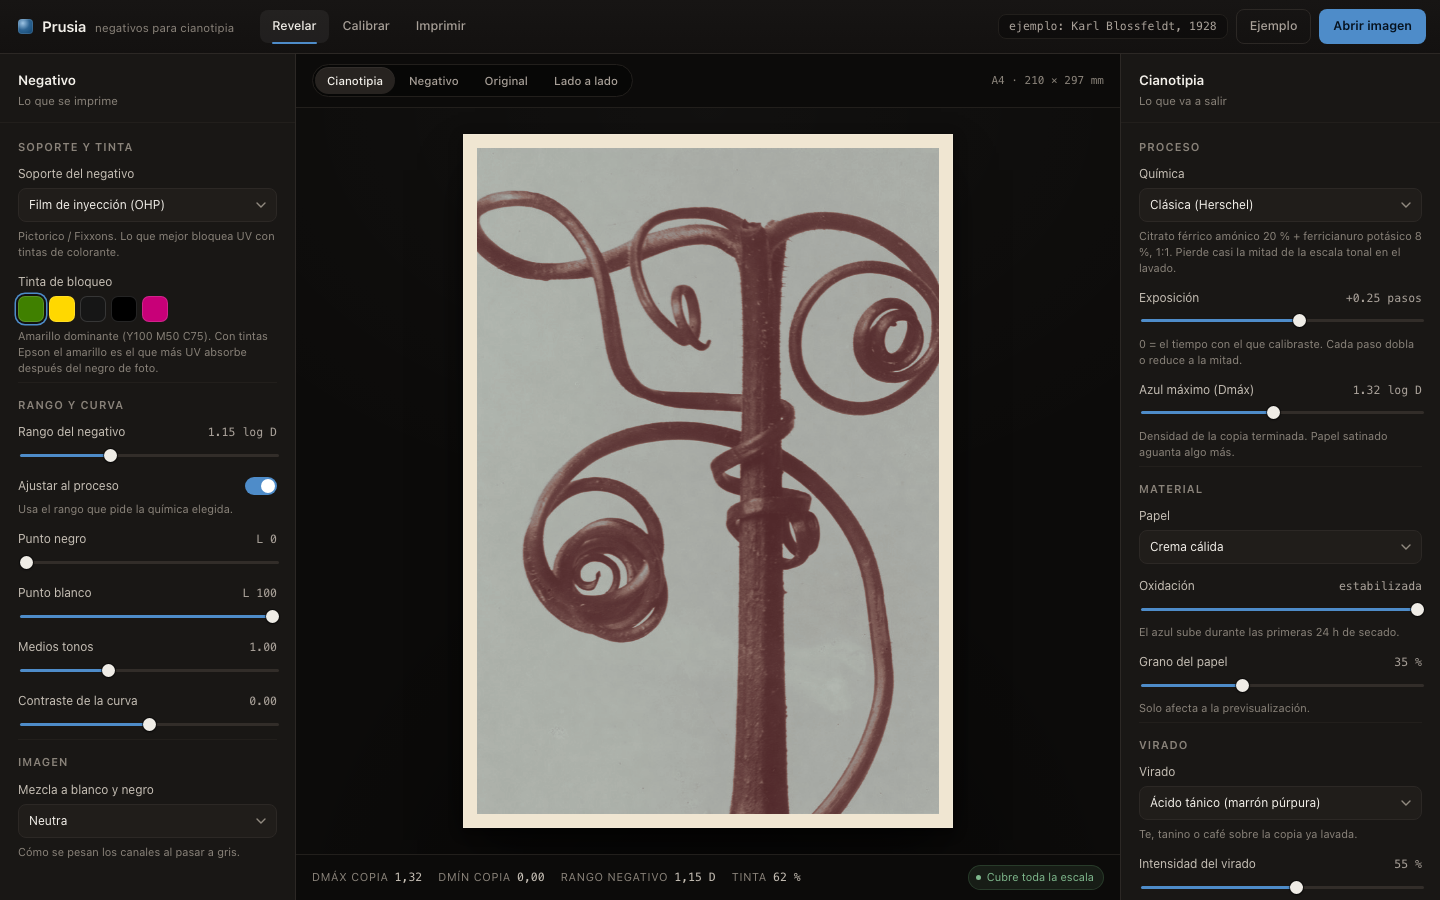 Prusia negativos para cianotipia
Revelar
Calibrar
Imprimir
ejemplo: Karl Blossfeldt, 1928
Ejemplo
Abrir imagen
Negativo
Lo que se imprime
SOPORTE Y TINTA
Soporte del negativo
Film de inyección (OHP)
Pictorico / Fixxons. Lo que mejor bloquea UV con
tintas de colorante.
Tinta de bloqueo
Amarillo dominante (Y100 M50 C75). Con tintas
Epson el amarillo es el que más UV absorbe
después del negro de foto.
RANGO Y CURVA
Rango del negativo 1.15 log D
Ajustar al proceso
Usa el rango que pide la química elegida.
Punto negro L 0
Punto blanco L 100
Medios tonos 1.00
Contraste de la curva 0.00
IMAGEN
Mezcla a blanco y negro
Neutra
Cómo se pesan los canales al pasar a gris.
Cianotipia
Negativo
Original
Lado a lado
A4 · 210 × 297 mm
DMÁX COPIA 1,32
DMÍN COPIA 0,00
RANGO NEGATIVO 1,15 D
TINTA 62 %
Cubre toda la escala
Cianotipia
Lo que va a salir
PROCESO
Química
Clásica (Herschel)
Citrato férrico amónico 20 % + ferricianuro potásico 8
%, 1:1. Pierde casi la mitad de la escala tonal en el
lavado.
Exposición +0.25 pasos
0 = el tiempo con el que calibraste. Cada paso dobla
o reduce a la mitad.
Azul máximo (Dmáx) 1.32 log D
Densidad de la copia terminada. Papel satinado
aguanta algo más.
MATERIAL
Papel
Crema cálida
Oxidación estabilizada
El azul sube durante las primeras 24 h de secado.
Grano del papel 35 %
Solo afecta a la previsualización.
VIRADO
Virado
Ácido tánico (marrón púrpura)
Te, tanino o café sobre la copia ya lavada.
Intensidad del virado 55 %